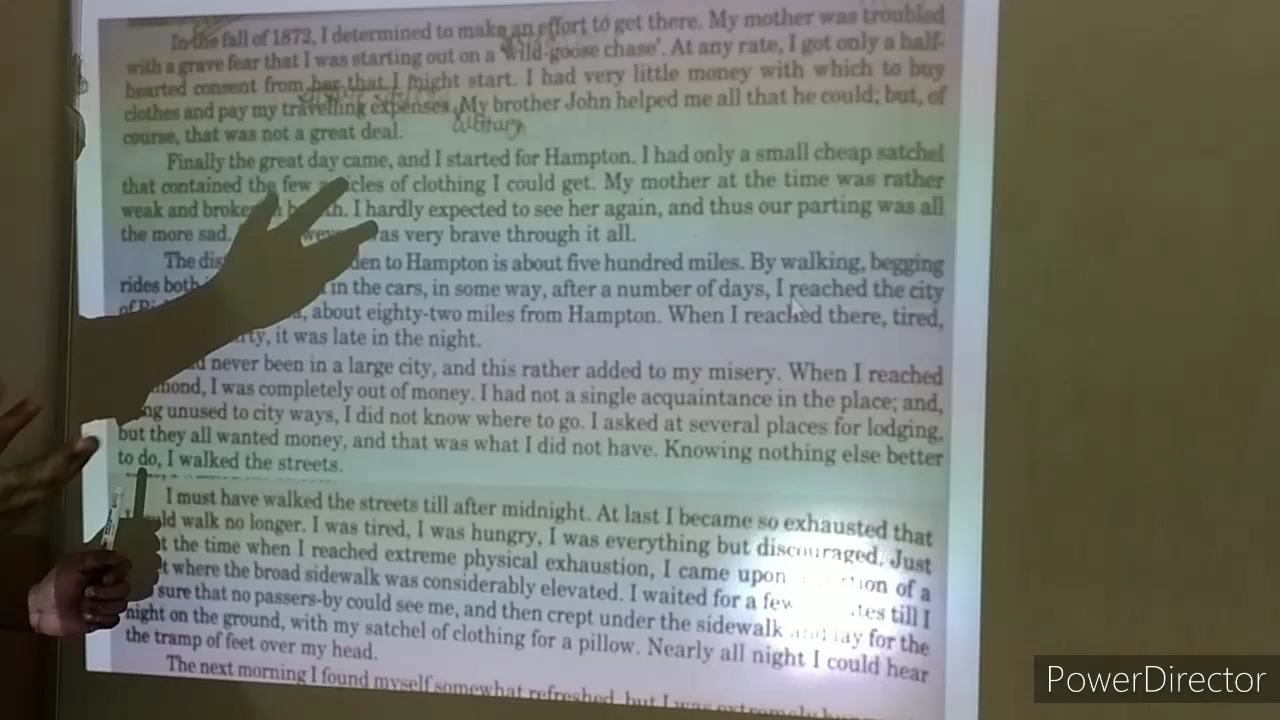 In the fall of 1872, I determined to make an effort to get there. My mother was troubled
with a grave fear that I was starting out on a 'wild-goose chase'. At any rate, I got only a half-
hearted consent from her that I might start. I had very little money with which to buy
clothes and pay my travelling expenses. My brother John helped me all that he could; but, of
course, that was not a great deal.
Finally the great day came, and I started for Hampton. I had only a small cheap satchel
that contained the few articles of clothing I could get. My mother at the time was rather
weak and broken I hardly expected to see her again, and thus our parting was all
the more sad. was very brave through it all.
The to Hampton is about five hundred miles. By walking, begging
rides both in the cars, in some way, after a number of days, I reached the city
of about eighty-two miles from Hampton. When I reached there, tired,
it was late in the night.
never been in a large city, and this rather added to my misery. When I reached
I was completely out of money. I had not a single acquaintance in the place; and,
unused to city ways, I did not know where to go. I asked at several places for lodging,
but they all wanted money, and that was what I did not have. Knowing nothing else better
to do, I walked the streets.
I must have walked the streets till after midnight. At last I became so exhausted that
walk no longer. I was tired, I was hungry, I was everything but discouraged. Just
the time when I reached extreme physical exhaustion, I came upon of a
where the broad sidewalk was considerably elevated. I waited for a few till I
sure that no passers-by could see me, and then crept under the sidewalk and lay for the
night on the ground, with my satchel of clothing for a pillow. Nearly all night I could hear
the tramp of feet over my head.
The next morning I found myself somewhat refreshed, but I was extremely
PowerDirector